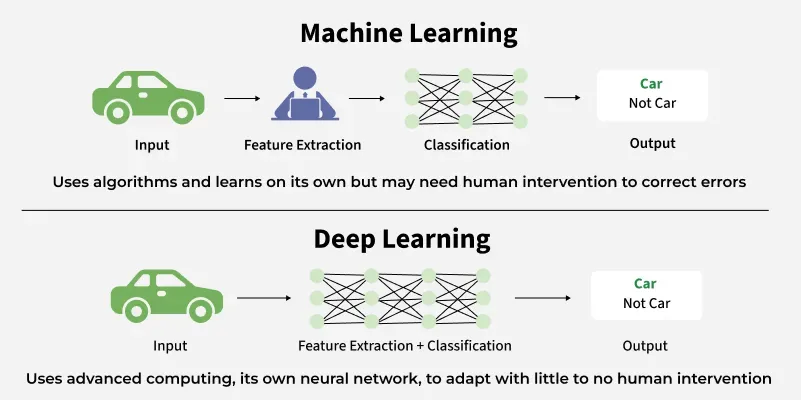 Machine Learning
Car
Not Car
Input
Feature Extraction
Classification
Output
Uses algorithms and learns on its own but may need human intervention to correct errors
Deep Learning
Car
Not Car
Input
Feature Extraction + Classification
Output
Uses advanced computing, its own neural network, to adapt with little to no human intervention